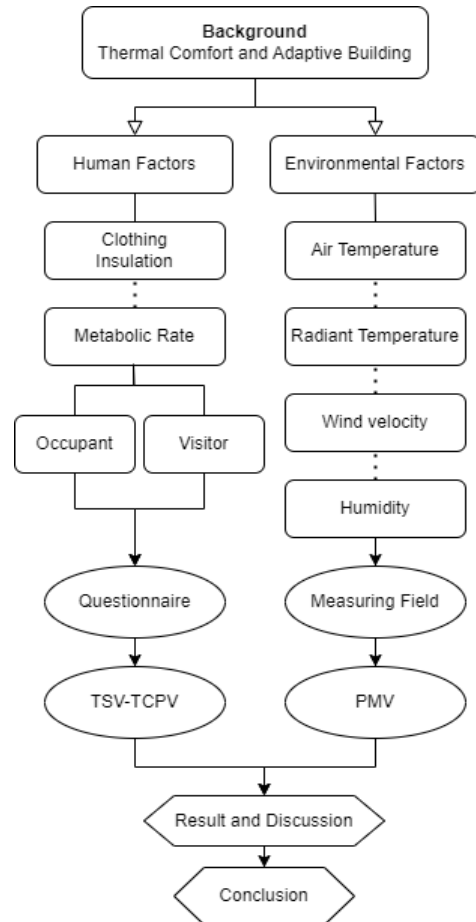 Background
Thermal Comfort and Adaptive Building
Human Factors
Environmental Factors
Clothing
Insulation
Air Temperature
Metabolic Rate
Radiant Temperature
Occupant
Visitor
Wind velocity
Humidity
Questionnaire
Measuring Field
TSV-TCPV
PMV
Result and Discussion
Conclusion